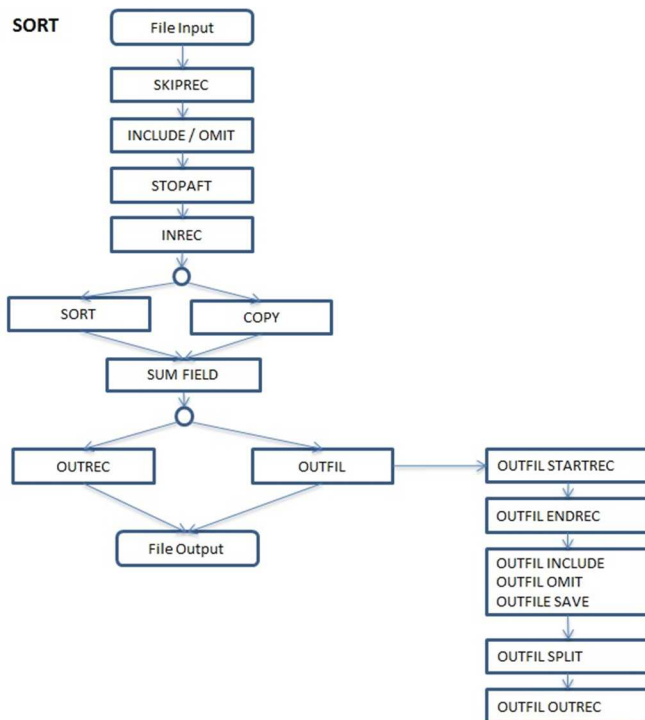 SORT
File Input
SKIPREC
INCLUDE / OMIT
STOPAFT
INREC
SORT
COPY
SUM FIELD
OUTREC
OUTFIL
File Output
OUTFIL STARTREC
OUTFIL ENDREC
OUTFIL INCLUDE
OUTFIL OMIT
OUTFILE SAVE
OUTFIL SPLIT
OUTFIL OUTREC